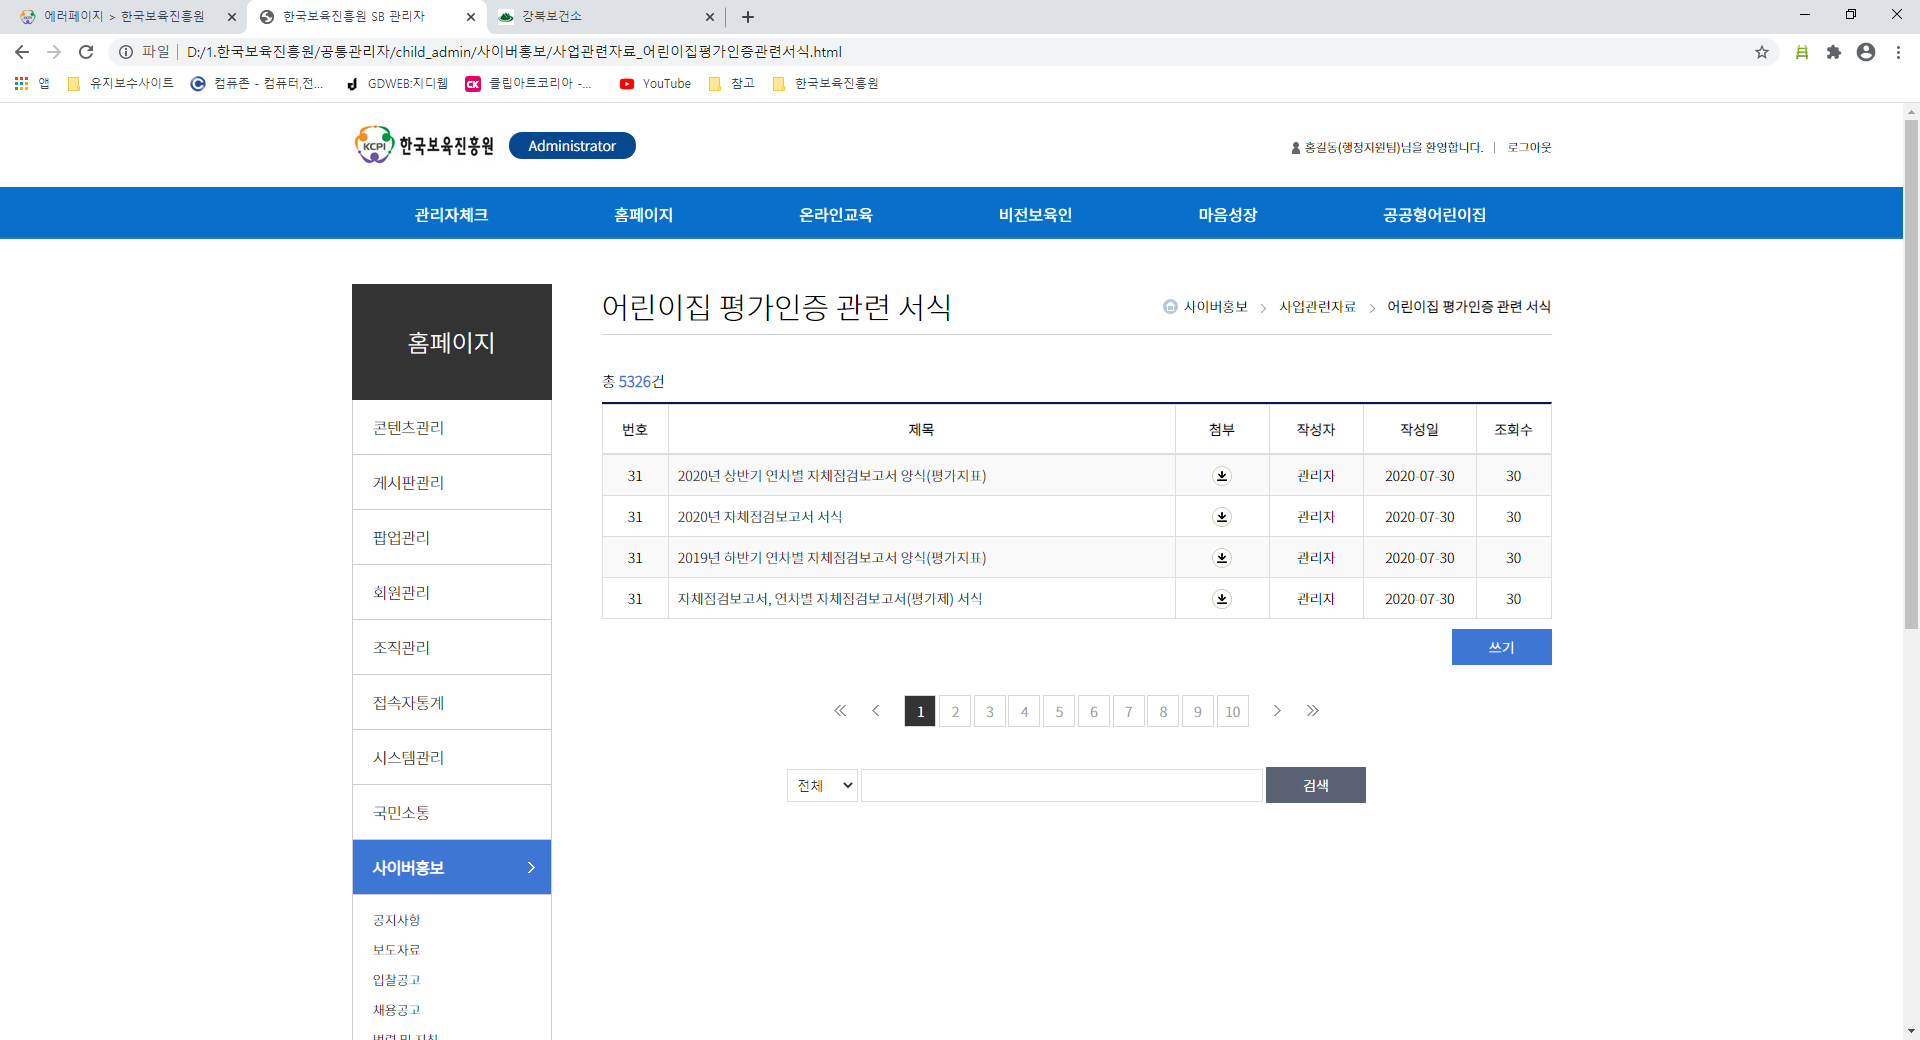 에러페이지 > 한국보육진흥원
한국보육진흥원 SB 관리자
강북보건소
파일 D:/1.한국보육진흥원/공통관리자/child_admin/사이버홍보/사업관련자료_어린이집평가인증관련서식.html
앱 유지보수사이트 컴퓨존 - 컴퓨터,전... GDWEB:지디웹 클립아트코리아 -... YouTube 참고 한국보육진흥원
KCPI 한국보육진흥원 Administrator
홍길동(행정지원팀)님을 환영합니다. 로그아웃
관리자체크 홈페이지 온라인교육 비전보육인 마음성장 공공형어린이집
홈페이지
콘텐츠관리
게시판관리
팝업관리
회원관리
조직관리
접속자통계
시스템관리
국민소통
사이버홍보
공지사항
보도자료
입찰공고
채용공고
어린이집 평가인증 관련 서식
사이버홍보 > 사업관련자료 > 어린이집 평가인증 관련 서식
총 5326건
번호 제목 첨부 작성자 작성일 조회수
31 2020년 상반기 연차별 자체점검보고서 양식(평가지표) 관리자 2020-07-30 30
31 2020년 자체점검보고서 서식 관리자 2020-07-30 30
31 2019년 하반기 연차별 자체점검보고서 양식(평가지표) 관리자 2020-07-30 30
31 자체점검보고서, 연차별 자체점검보고서(평가제) 서식 관리자 2020-07-30 30
쓰기
1 2 3 4 5 6 7 8 9 10
전체 검색